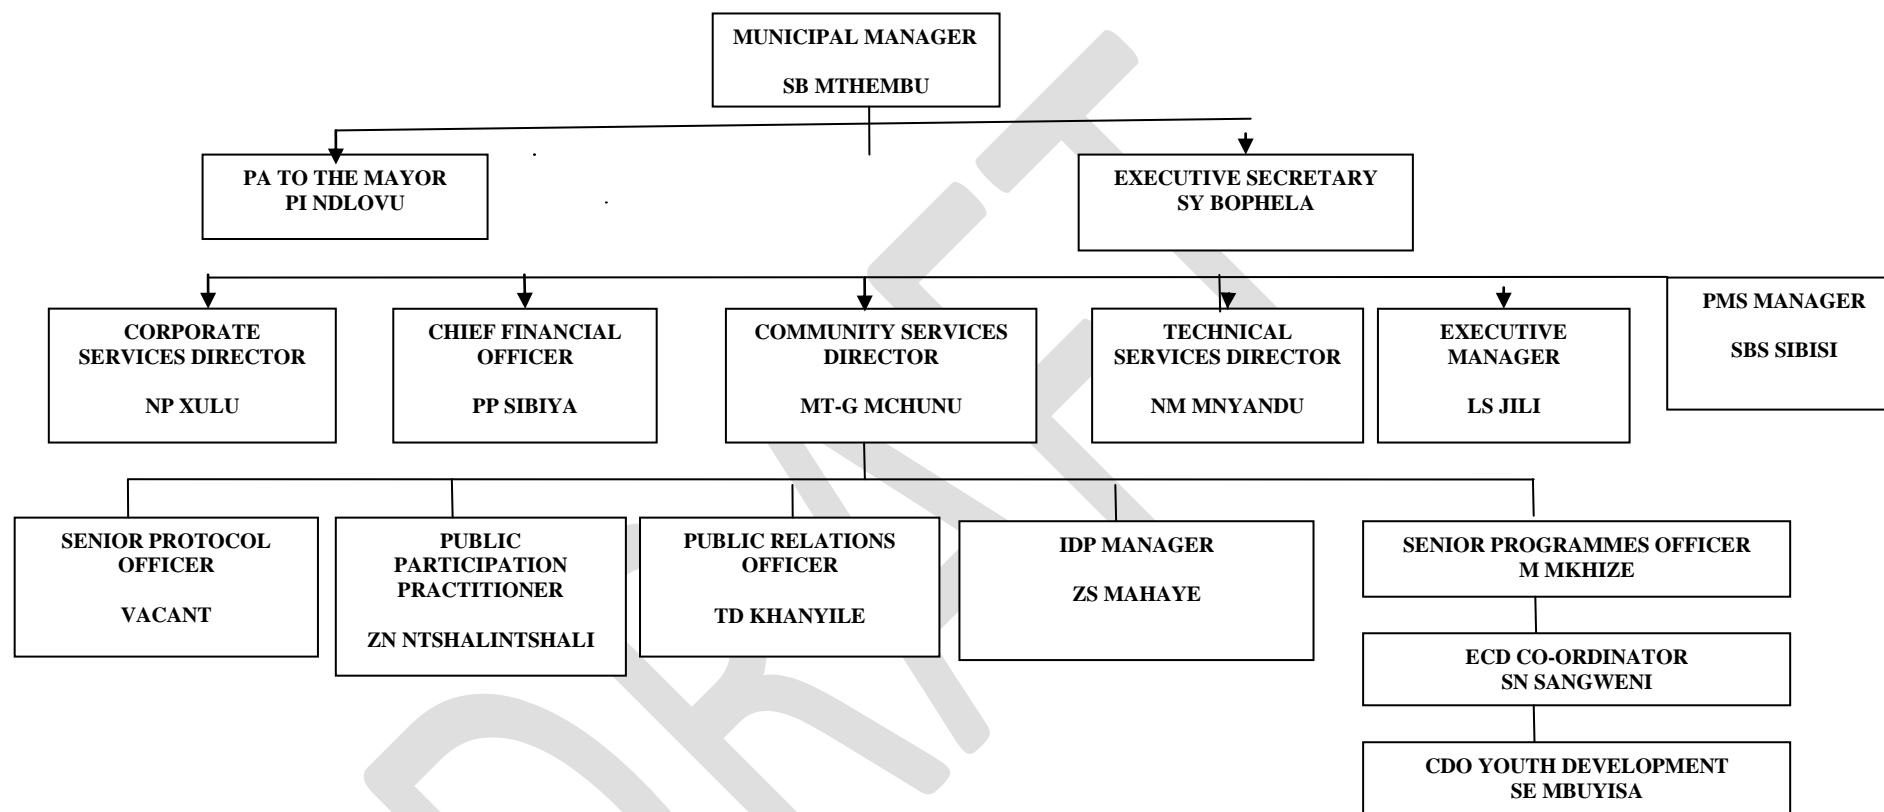 MUNICIPAL MANAGER
SB MTHEMBU
PA TO THE MAYOR
PI NDLOVU
EXECUTIVE SECRETARY
SY BOPHELA
CORPORATE
SERVICES DIRECTOR
NP XULU
CHIEF FINANCIAL
OFFICER
PP SIBIYA
COMMUNITY SERVICES
DIRECTOR
MT-G MCHUNU
TECHNICAL
SERVICES DIRECTOR
NM MNYANDU
EXECUTIVE
MANAGER
LS JILI
PMS MANAGER
SBS SIBISI
SENIOR PROTOCOL
OFFICER
VACANT
PUBLIC
PARTICIPATION
PRACTITIONER
ZN NTSHALINTSHALI
PUBLIC RELATIONS
OFFICER
TD KHANYILE
IDP MANAGER
ZS MAHAYE
SENIOR PROGRAMMES OFFICER
M MKHIZE
ECD CO-ORDINATOR
SN SANGWENI
CDO YOUTH DEVELOPMENT
SE MBUYISA
DRAFT